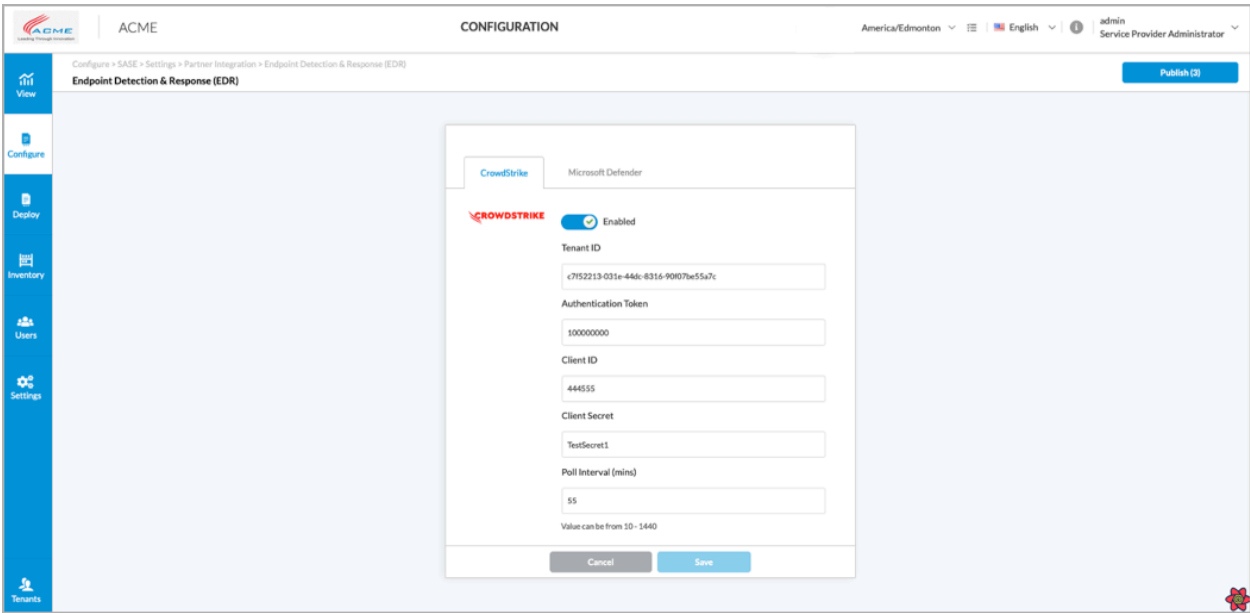 ACME
Leading Through Innovation
ACME
CONFIGURATION
America/Edmonton
English
admin
Service Provider Administrator
View
Configure
Deploy
Inventory
Users
Settings
Tenants
Configure > SASE > Settings > Partner Integration > Endpoint Detection & Response (EDR)
Endpoint Detection & Response (EDR)
Publish (3)
CrowdStrike
Microsoft Defender
CROWDSTRIKE
Enabled
Tenant ID
c7f52213-031e-44dc-8316-90f07be55a7c
Authentication Token
100000000
Client ID
444555
Client Secret
TestSecret1
Poll Interval (mins)
55
Value can be from 10 - 1440
Cancel
Save